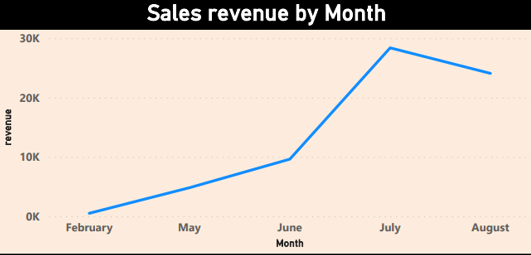 Sales revenue by Month
30K
20K
10K
0K
revenue
February May June July August
Month